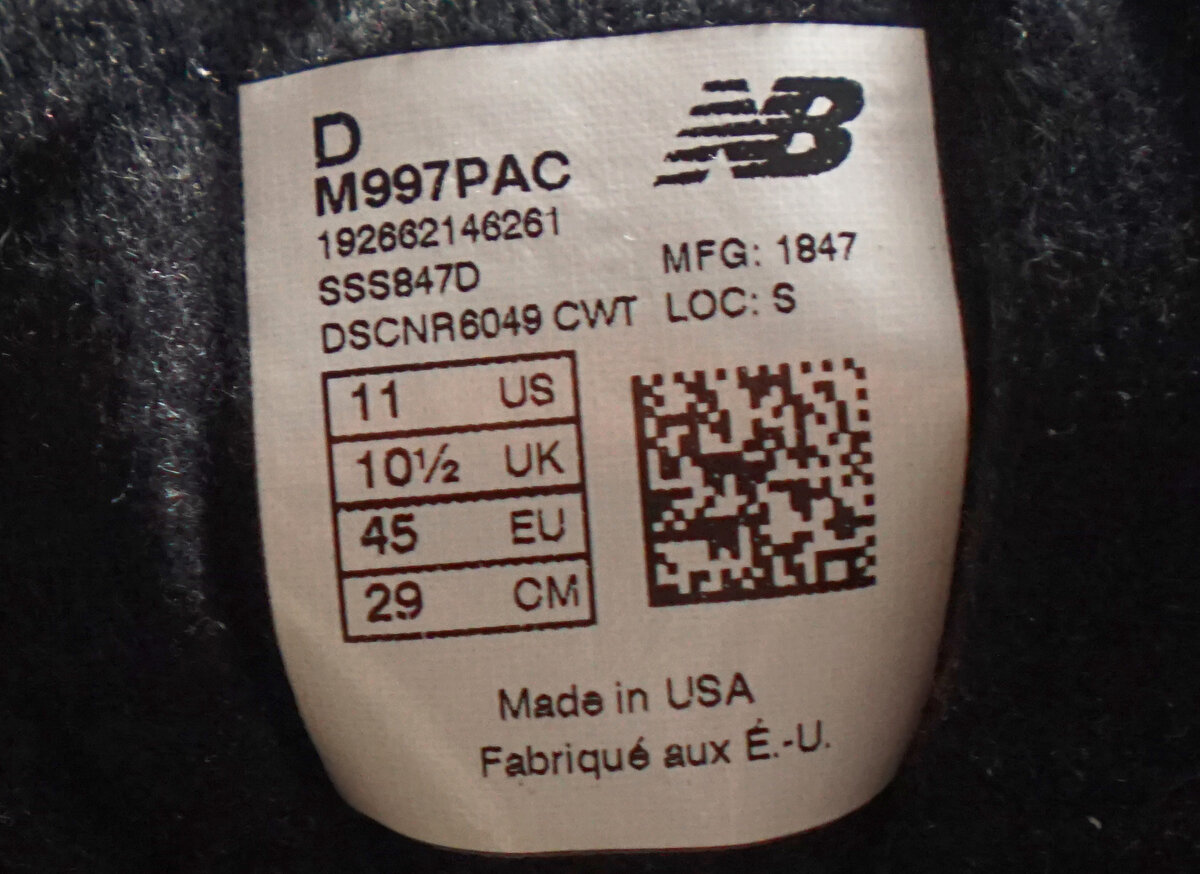 D
NB
M997PAC
192662146261
SSS847D
MFG: 1847
DSCNR6049 CWT
LOC: S
11 US
10½ UK
45 EU
29 CM
Made in USA
Fabriqué aux É.-U.